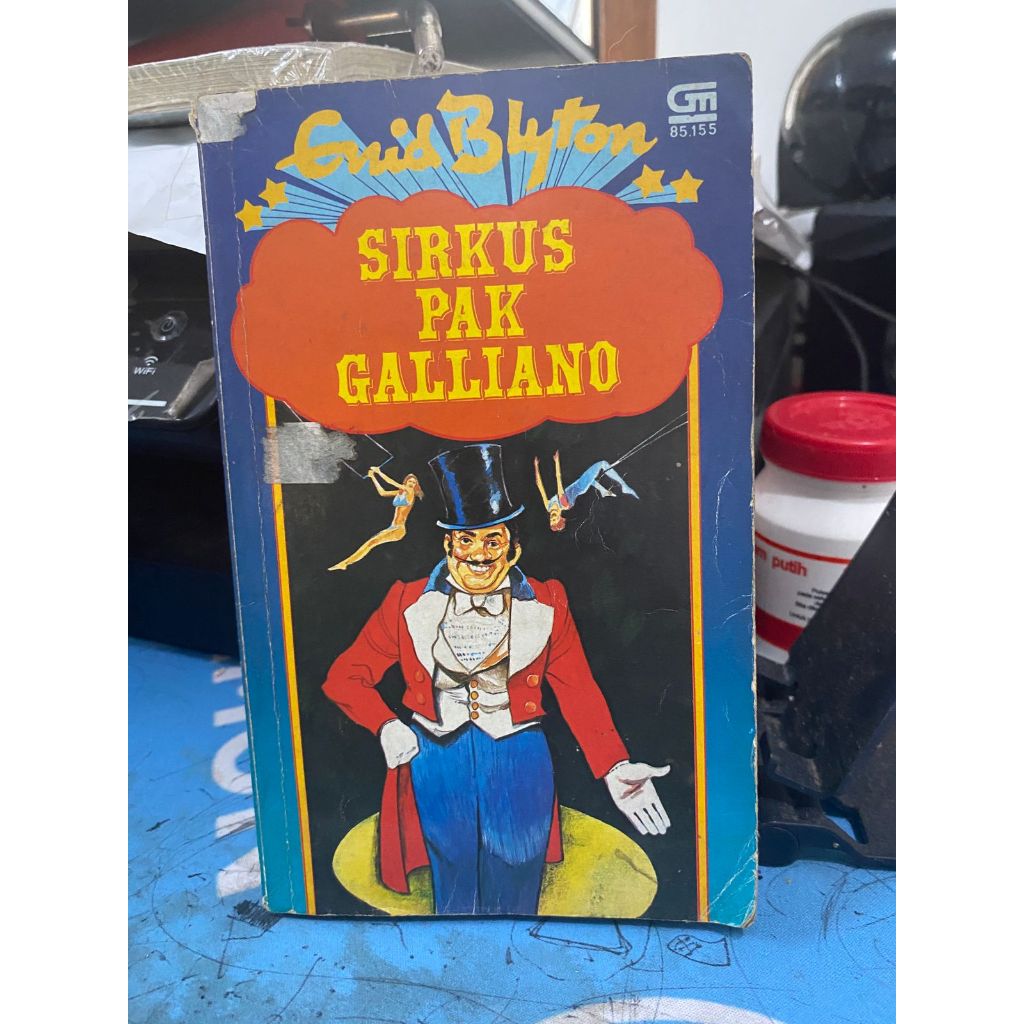 Enid Blyton
GM
85.155
SIRKUS
PAK
GALLIANO
WiFi
putih